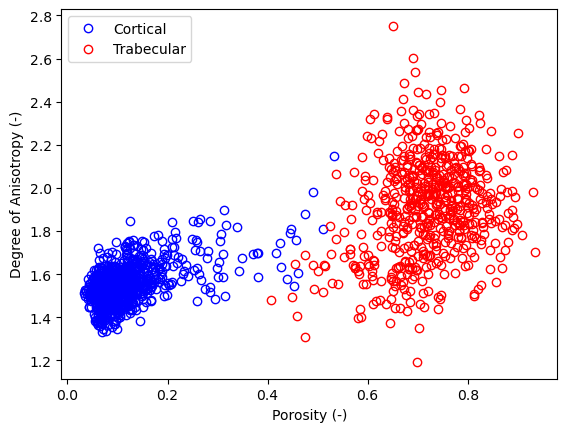 2.8
2.6
2.4
2.2
2.0
1.8
1.6
1.4
1.2
Degree of Anisotropy (-)
Cortical
Trabecular
0.0 0.2 0.4 0.6 0.8
Porosity (-)